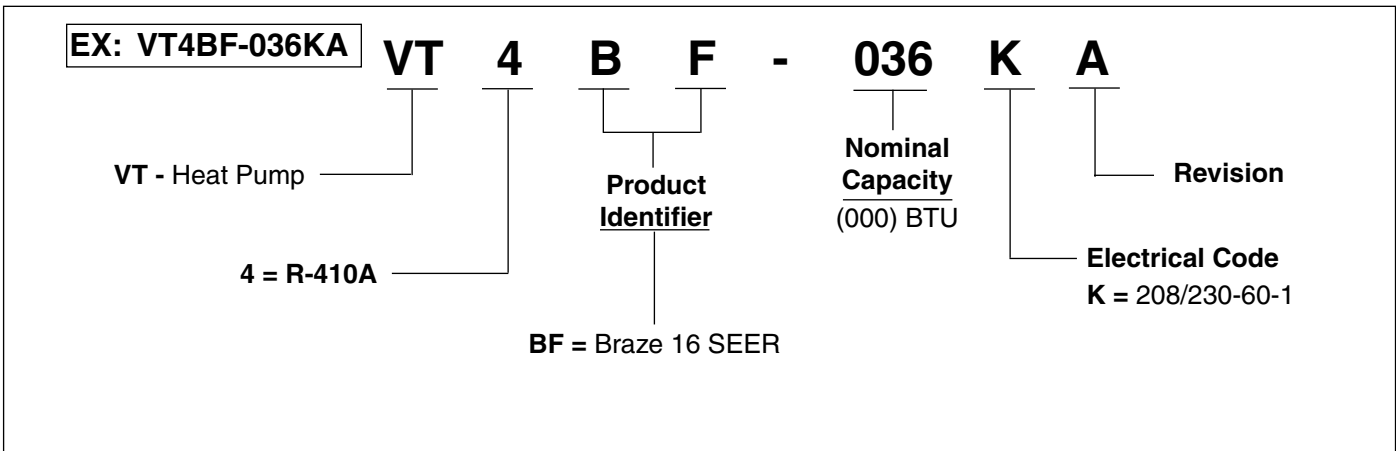 EX: VT4BF-036KA
VT 4 B F - 036 K A
VT - Heat Pump
4 = R-410A
Product
Identifier
BF = Braze 16 SEER
Nominal
Capacity
(000) BTU
Revision
Electrical Code
K = 208/230-60-1